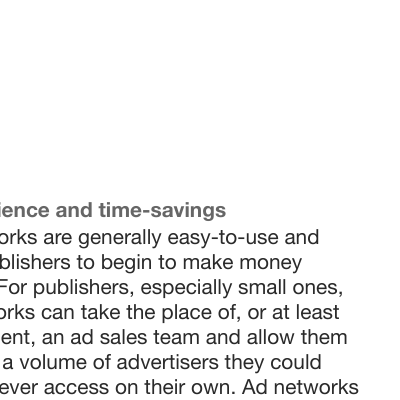 ience and time-savings
orks are generally easy-to-use and
blishers to begin to make money
For publishers, especially small ones,
orks can take the place of, or at least
ent, an ad sales team and allow them
a volume of advertisers they could
ever access on their own. Ad networks